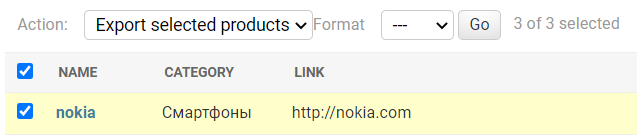 Action: Export selected products Format --- Go 3 of 3 selected
NAME CATEGORY LINK
nokia Смартфоны http://nokia.com